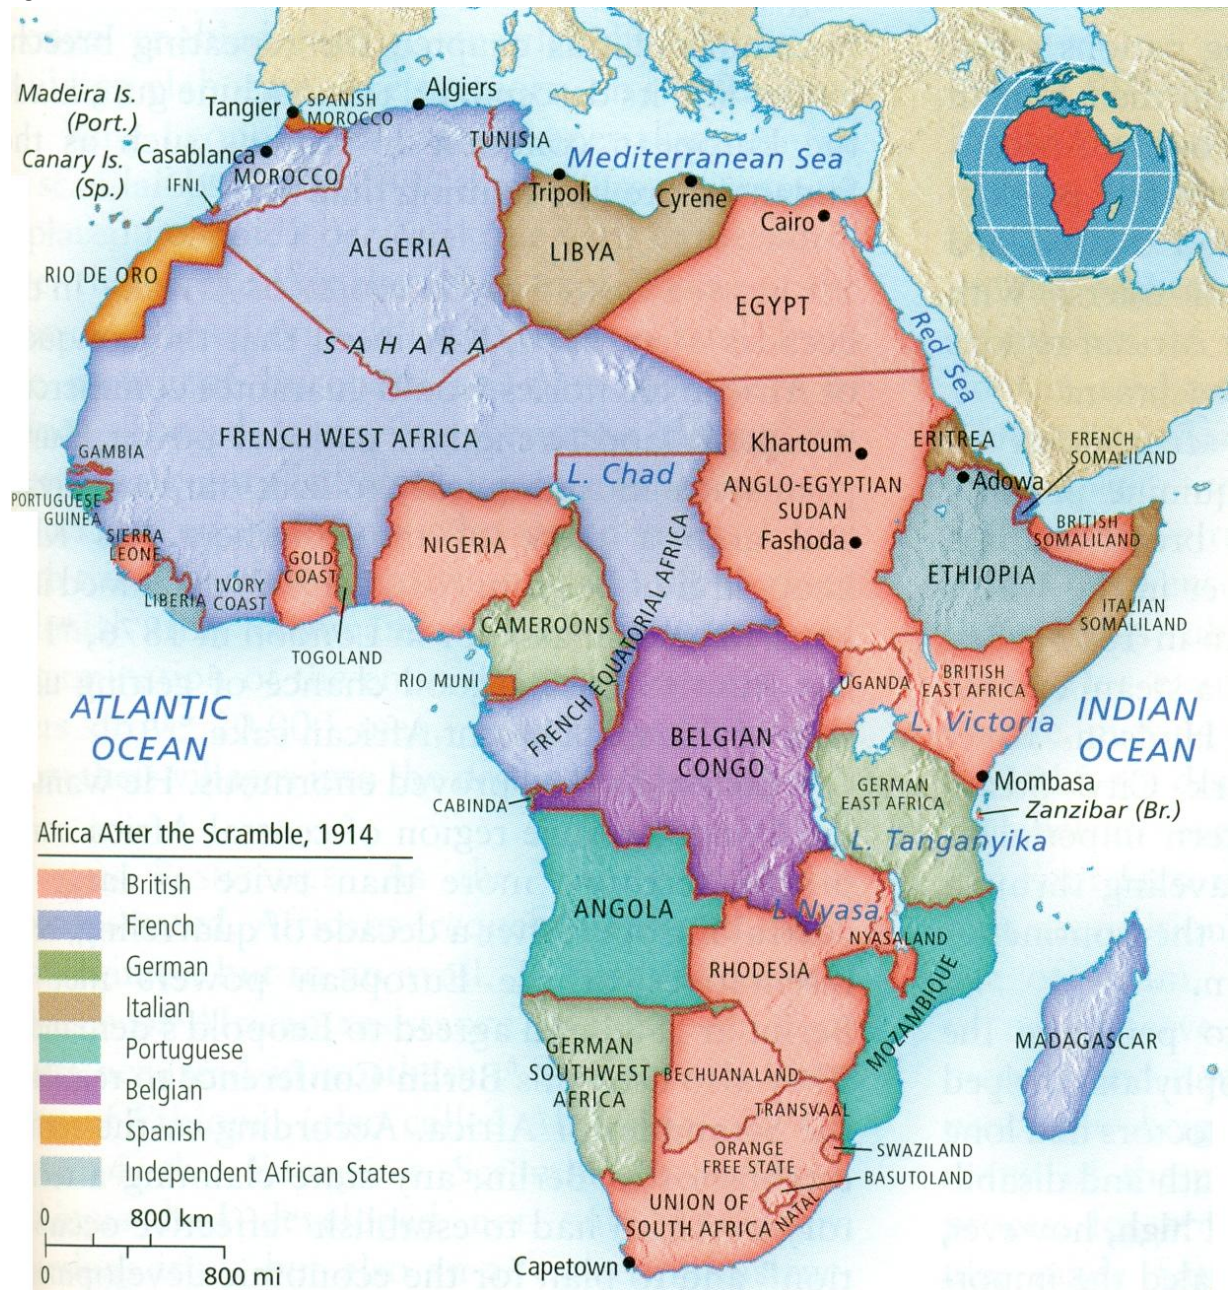 Madeira Is.
(Port.)
Canary Is.
(Sp.)
Tangier
SPANISH
MOROCCO
Algiers
Casablanca
MOROCCO
IFNI
TUNISIA
Mediterranean Sea
Tripoli
Cyrene
Cairo
RIO DE ORO
ALGERIA
LIBYA
EGYPT
SAHARA
Red Sea
FRENCH WEST AFRICA
L. Chad
Khartoum
ERITREA
FRENCH
SOMALILAND
GAMBIA
PORTUGUESE
GUINEA
SIERRA
LEONE
LIBERIA
IVORY
COAST
GOLD
COAST
TOGOLAND
NIGERIA
ANGLO-EGYPTIAN
SUDAN
Fashoda
Adowa
BRITISH
SOMALILAND
ETHIOPIA
ITALIAN
SOMALILAND
CAMEROONS
RIO MUNI
FRENCH EQUATORIAL AFRICA
UGANDA
BRITISH
EAST AFRICA
L. Victoria
ATLANTIC
OCEAN
INDIAN
OCEAN
BELGIAN
CONGO
CABINDA
GERMAN
EAST AFRICA
Mombasa
Zanzibar (Br.)
L. Tanganyika
ANGOLA
L. Nyasa
NYASALAND
RHODESIA
MOZAMBIQUE
MADAGASCAR
GERMAN
SOUTHWEST
AFRICA
BECHUANALAND
TRANSVAAL
ORANGE
FREE STATE
SWAZILAND
BASUTOLAND
UNION OF
SOUTH AFRICA
NATAL
Capetown
Africa After the Scramble, 1914
British
French
German
Italian
Portuguese
Belgian
Spanish
Independent African States
0 800 km
0 800 mi